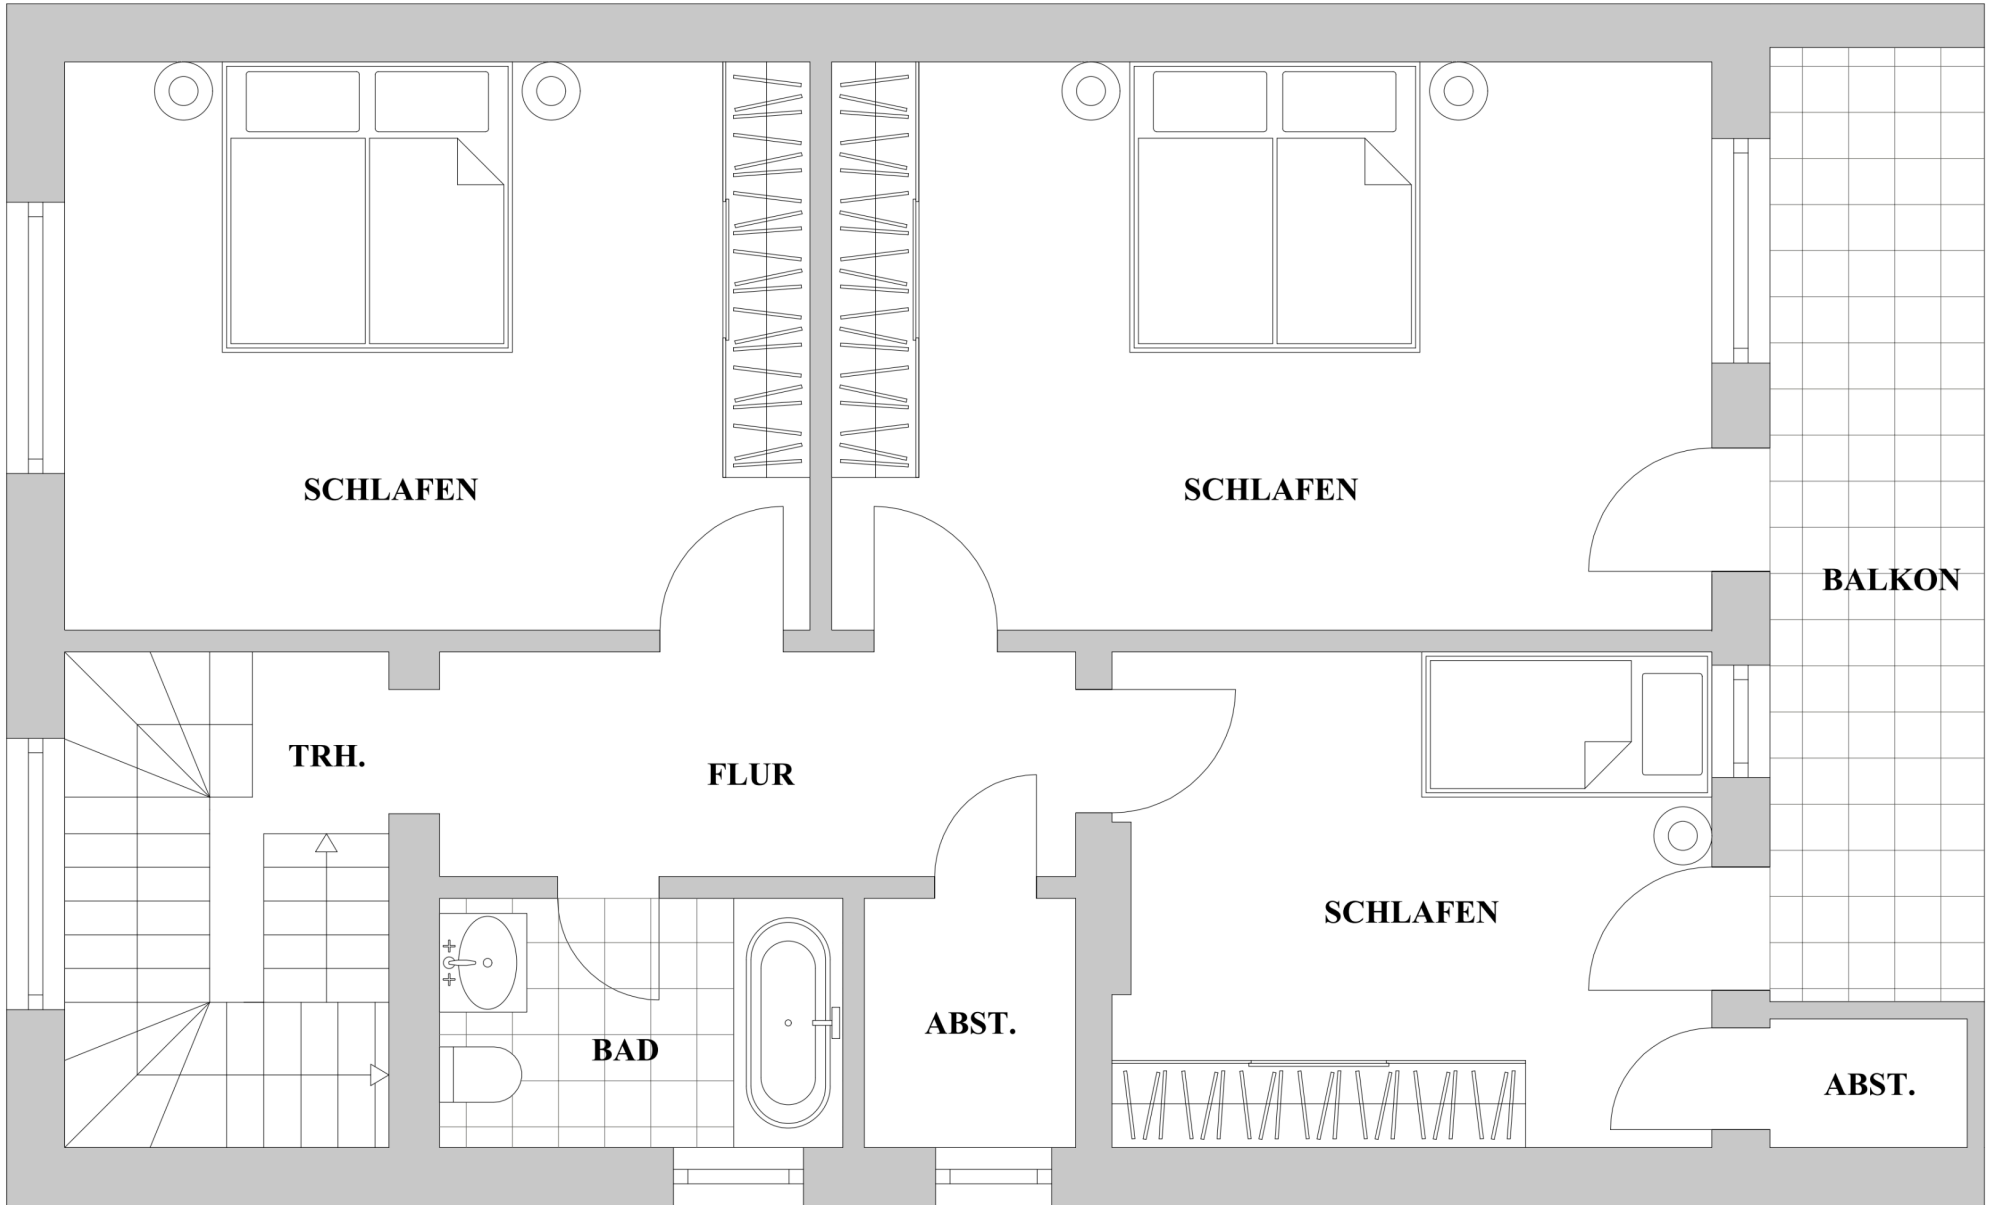 SCHLAFEN
SCHLAFEN
BALKON
TRH.
FLUR
SCHLAFEN
BAD
ABST.
ABST.